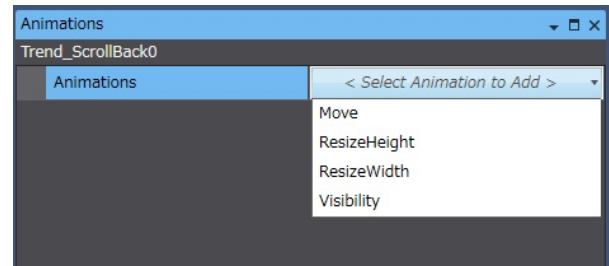 Animations
Trend_ScrollBack0
Animations < Select Animation to Add >
Move
ResizeHeight
ResizeWidth
Visibility